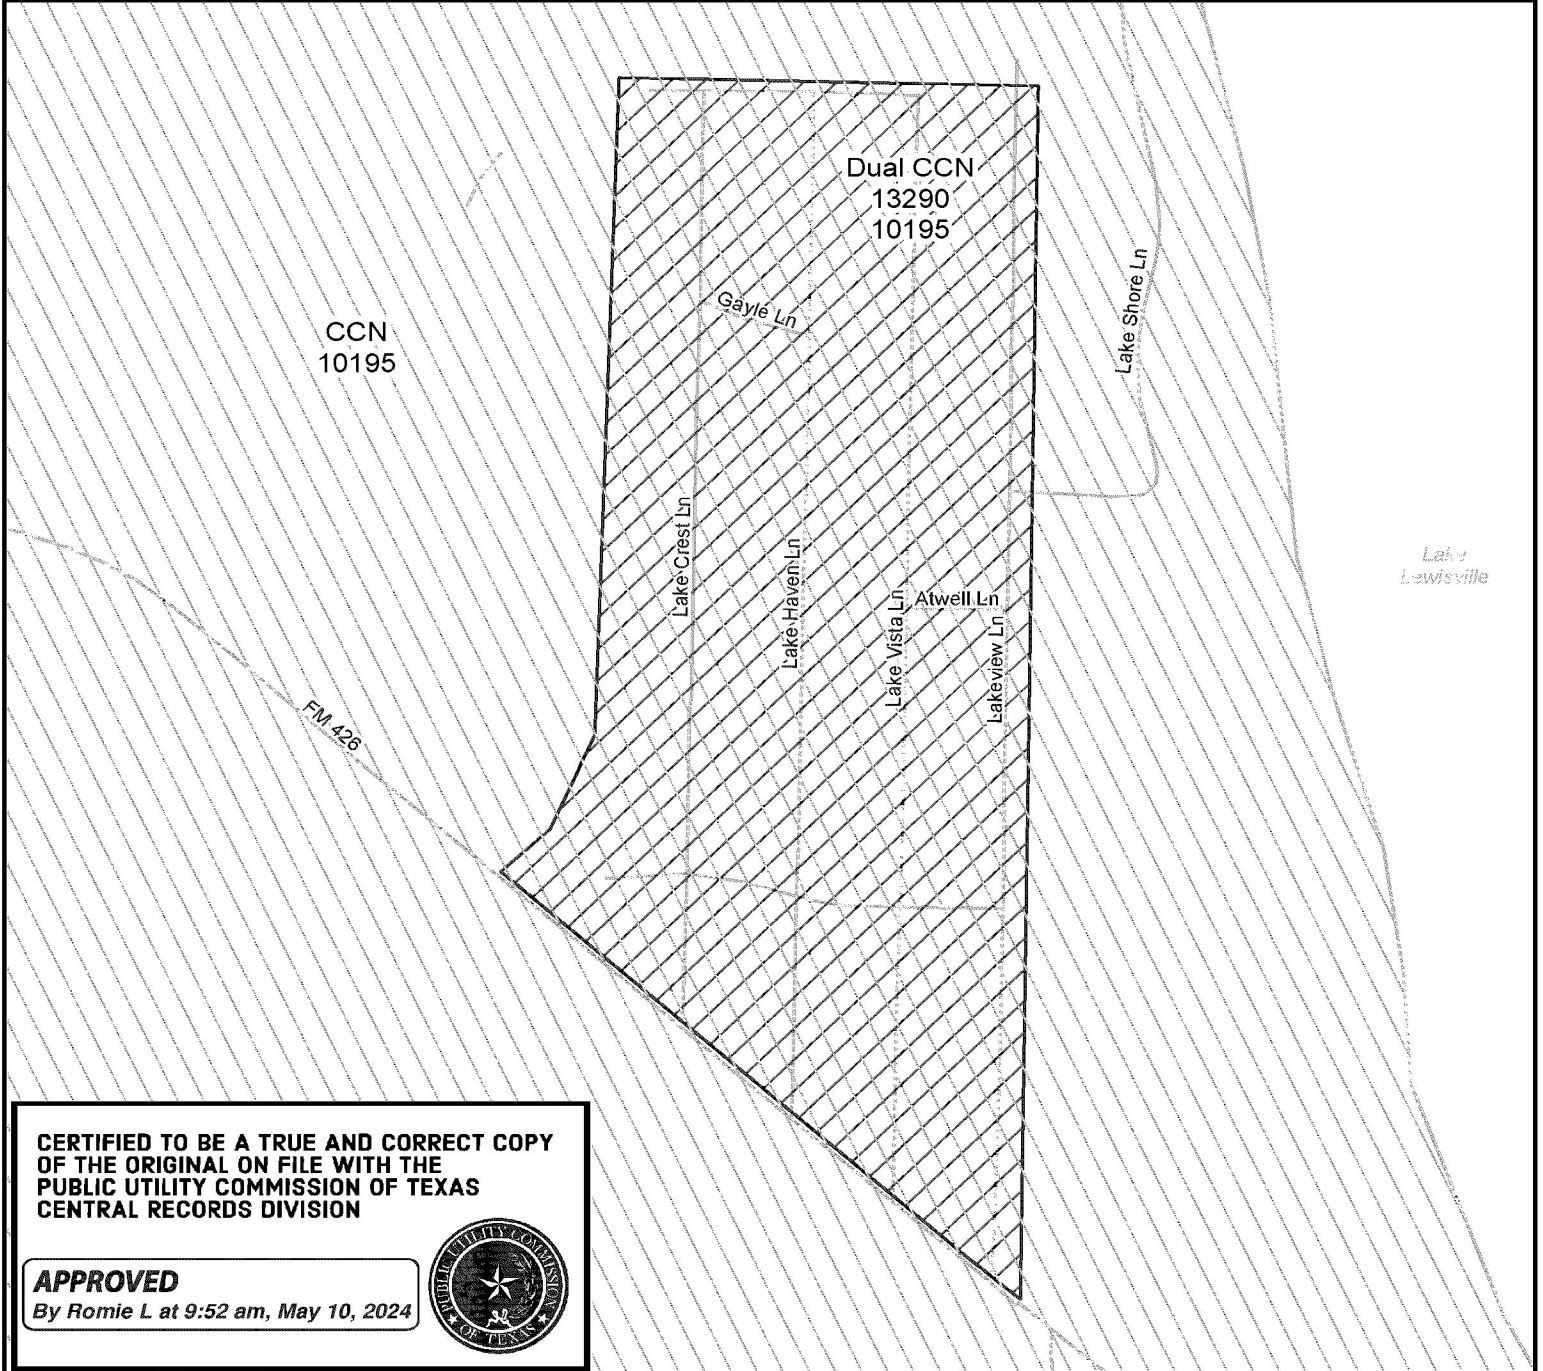 Dual CCN
13290
10195
CCN
10195
Gayle Ln
Lake Shore Ln
Lake Crest Ln
Lake Haven Ln
Lake Vista Ln
Atwell Ln
Lakeview Ln
Lake
Lewisville
FM 426
CERTIFIED TO BE A TRUE AND CORRECT COPY
OF THE ORIGINAL ON FILE WITH THE
PUBLIC UTILITY COMMISSION OF TEXAS
CENTRAL RECORDS DIVISION
APPROVED
By Romie L at 9:52 am, May 10, 2024
PUBLIC UTILITY COMMISSION
OF TEXAS